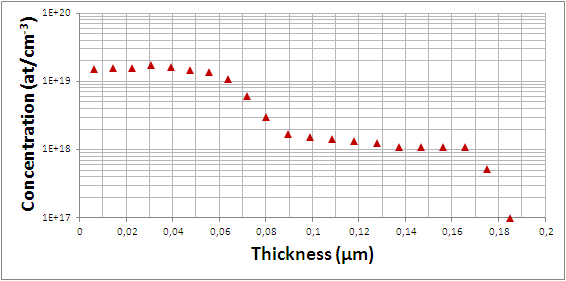 1E+20
1E+19
1E+18
1E+17
Concentration (at/cm-3)
0 0,02 0,04 0,06 0,08 0,1 0,12 0,14 0,16 0,18 0,2
Thickness (µm)